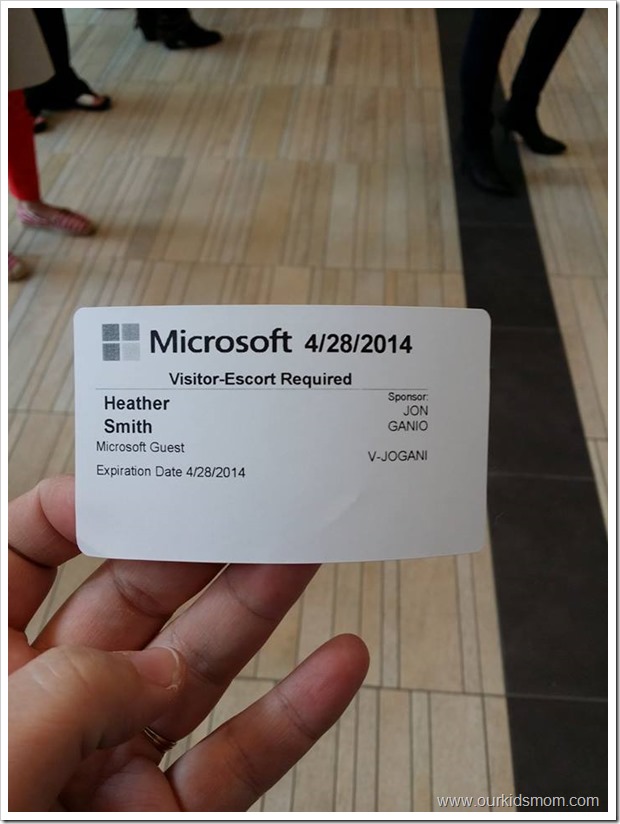 Microsoft 4/28/2014
Visitor-Escort Required
Heather
Smith
Microsoft Guest
Expiration Date 4/28/2014
Sponsor:
JON
GANIO
V-JOGANI
www.ourkidsmom.com